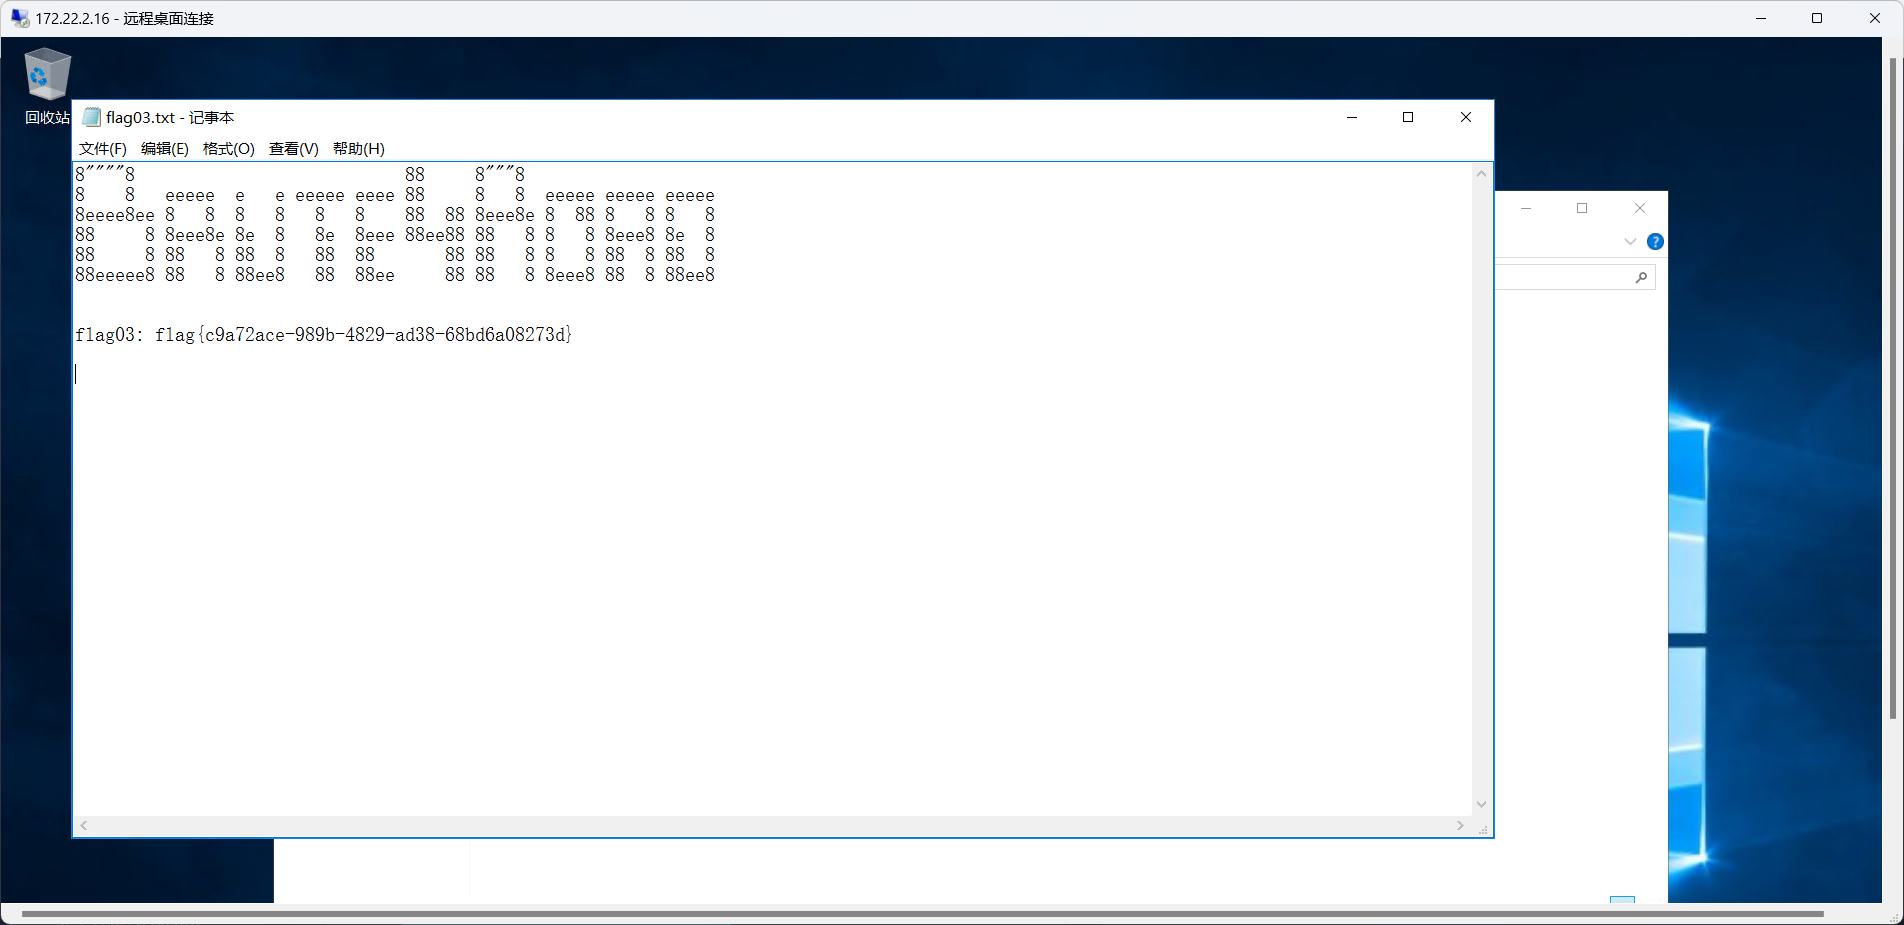 172.22.2.16 - 远程桌面连接
回收站
flag03.txt - 记事本
文件(F) 编辑(E) 格式(O) 查看(V) 帮助(H)
8""""8                           88     8"""8
8    8   eeeee  e   e eeeee eeee 88     8   8  eeeee eeeee eeeee
8eeee8ee 8   8  8   8   8   8    88  88 8eee8e 8  88 8   8 8   8
88     8 8eee8e 8e  8   8e  8eee 88ee88 88   8 8   8 8eee8 8e  8
88     8 88   8 88  8   88  88       88 88   8 8   8 88  8 88  8
88eeeee8 88   8 88ee8   88  88ee     88 88   8 8eee8 88  8 88ee8
flag03: flag{c9a72ace-989b-4829-ad38-68bd6a08273d}